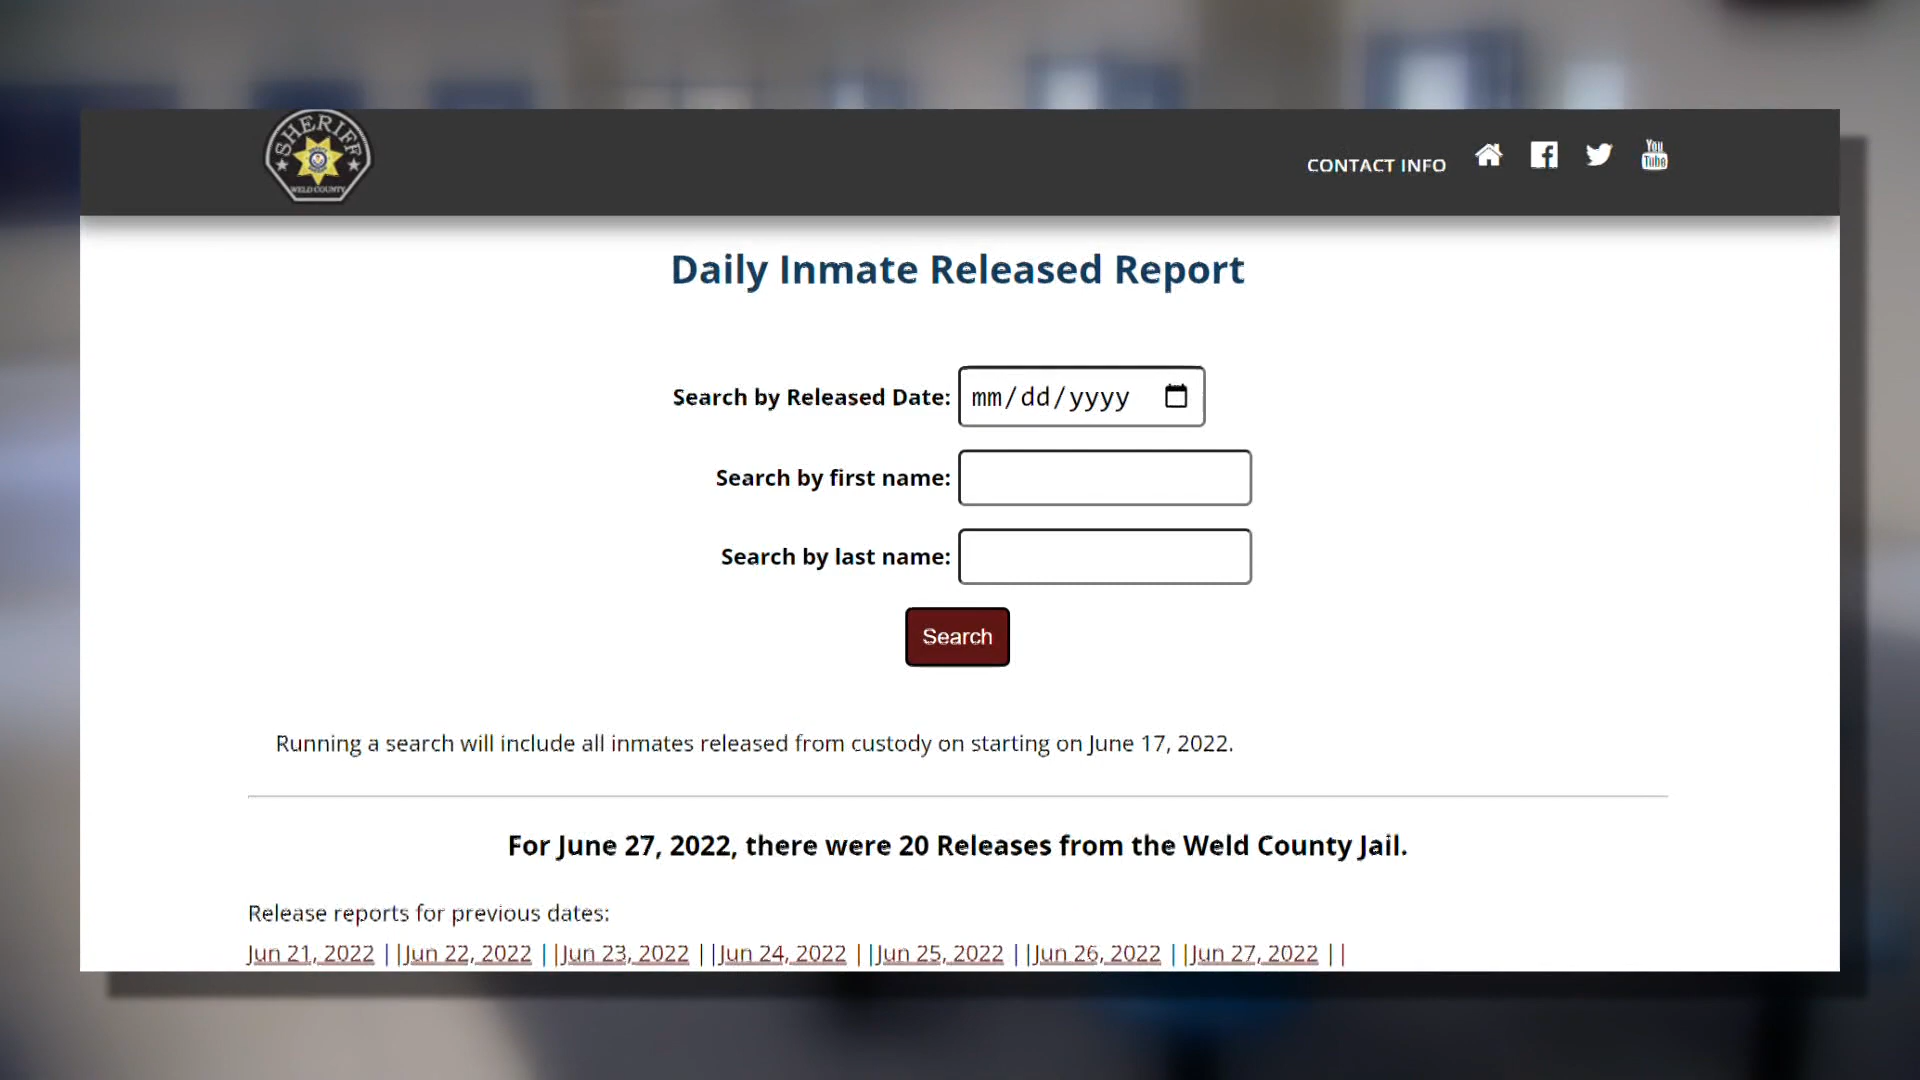 SHERIFF
WELD COUNTY
CONTACT INFO
You
Tube
Daily Inmate Released Report
Search by Released Date: mm/dd/yyyy
Search by first name:
Search by last name:
Search
Running a search will include all inmates released from custody on starting on June 17, 2022.
For June 27, 2022, there were 20 Releases from the Weld County Jail.
Release reports for previous dates:
Jun 21, 2022 ||Jun 22, 2022 ||Jun 23, 2022 ||Jun 24, 2022 ||Jun 25, 2022 ||Jun 26, 2022 ||Jun 27, 2022 ||